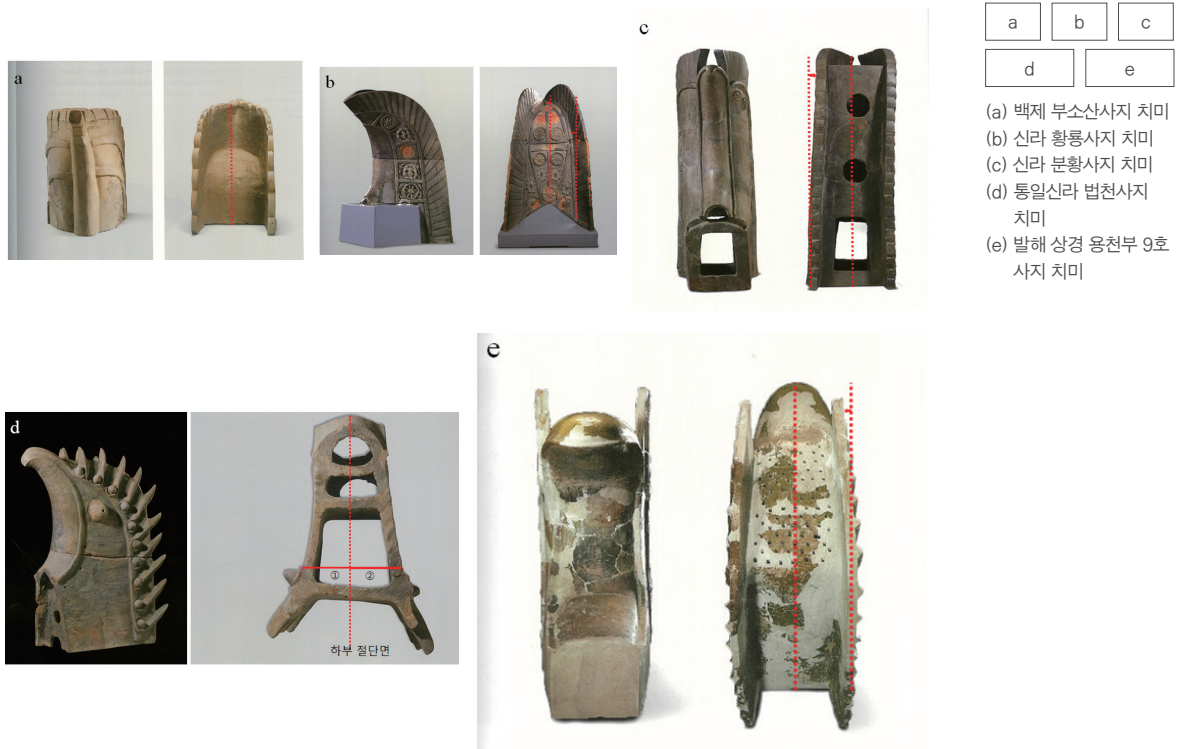 a
b
c
d
①
②
하부 절단면
e
a
b
c
d
e
(a) 백제 부소산사지 치미
(b) 신라 황룡사지 치미
(c) 신라 분황사지 치미
(d) 통일신라 법천사지
치미
(e) 발해 상경 용천부 9호
사지 치미